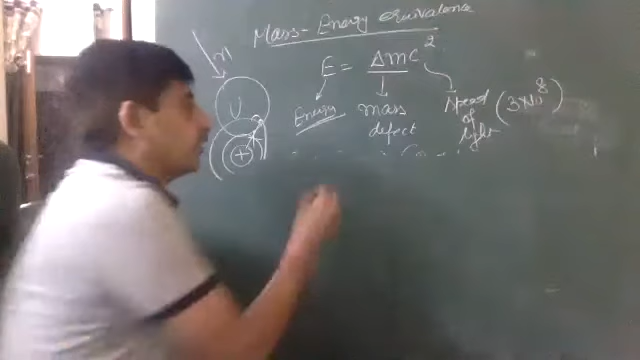 Mass-Energy equivalence
n
E = Δmc²
U
Energy mass defect speed of light (3×10⁸)
+